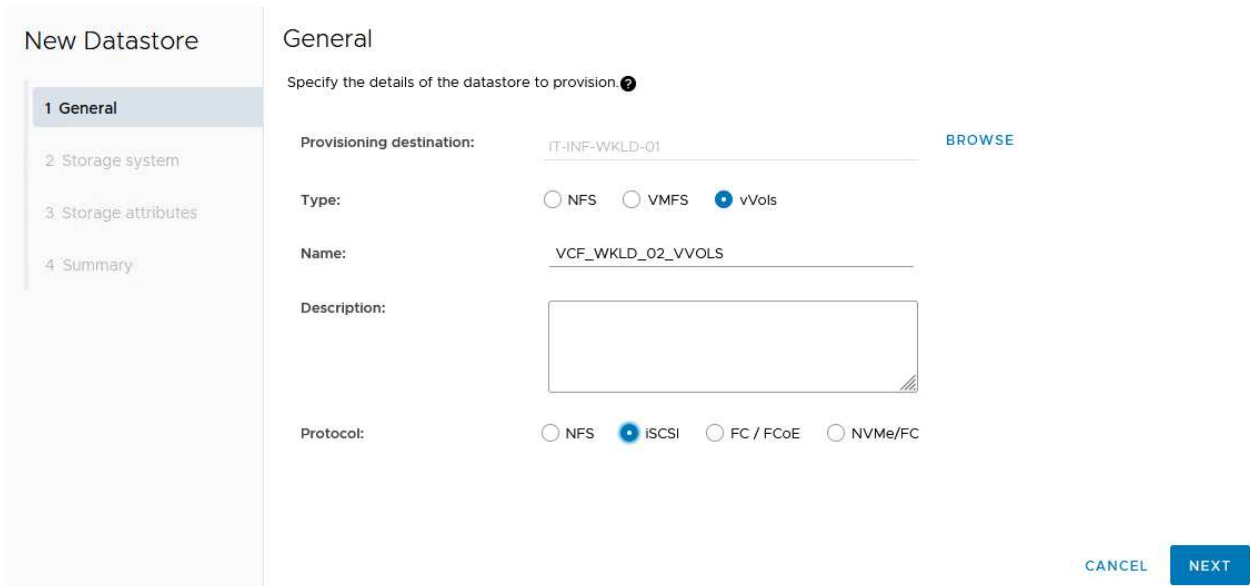 New Datastore
1 General
2 Storage system
3 Storage attributes
4 Summary
General
Specify the details of the datastore to provision.?
Provisioning destination:
IT-INF-WKLD-01
BROWSE
Type:
NFS VMFS vVols
Name:
VCF_WKLD_02_VVOLS
Description:
Protocol:
NFS iSCSI FC / FCoE NVMe/FC
CANCEL NEXT